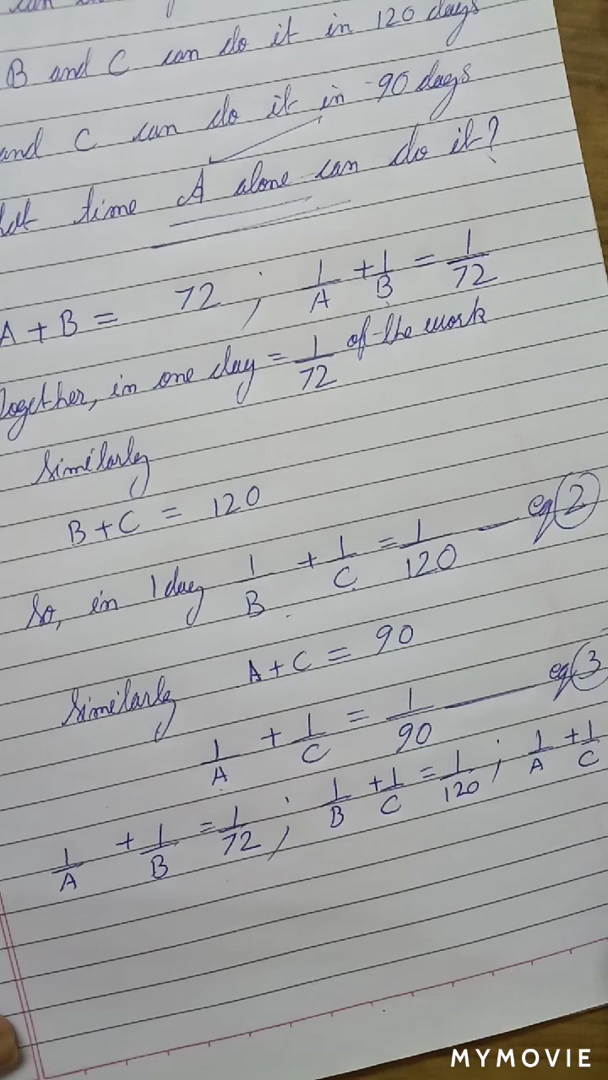 can
B and C can do it in 120 days
and C can do it in 90 days
time A alone can do it?
A + B = 72 ; 1/A + 1/B = 1/72
Together, in one day = 1/72 of the work
Similarly
B + C = 120
So, in 1 day 1/B + 1/C = 1/120 — eq 2
Similarly A + C = 90
1/A + 1/C = 1/90 — eq 3
1/A + 1/B = 1/72 ; 1/B + 1/C = 1/120 ; 1/A + 1/C
MYMOVIE